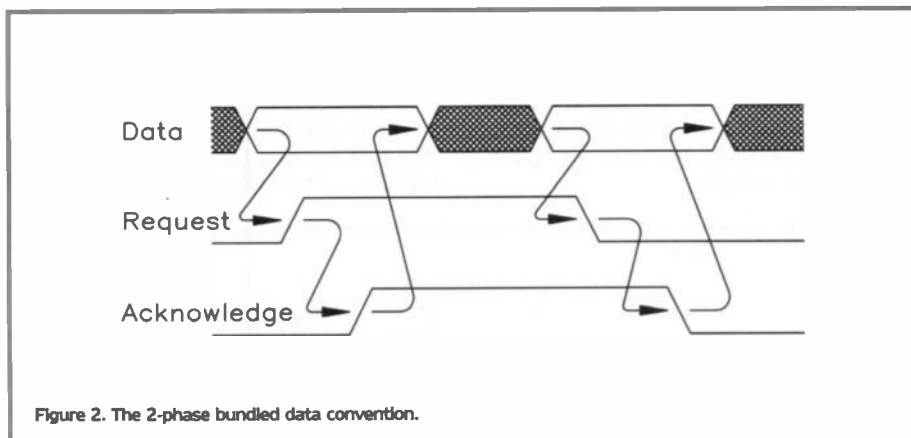 Data
Request
Acknowledge
Figure 2. The 2-phase bundled data convention.